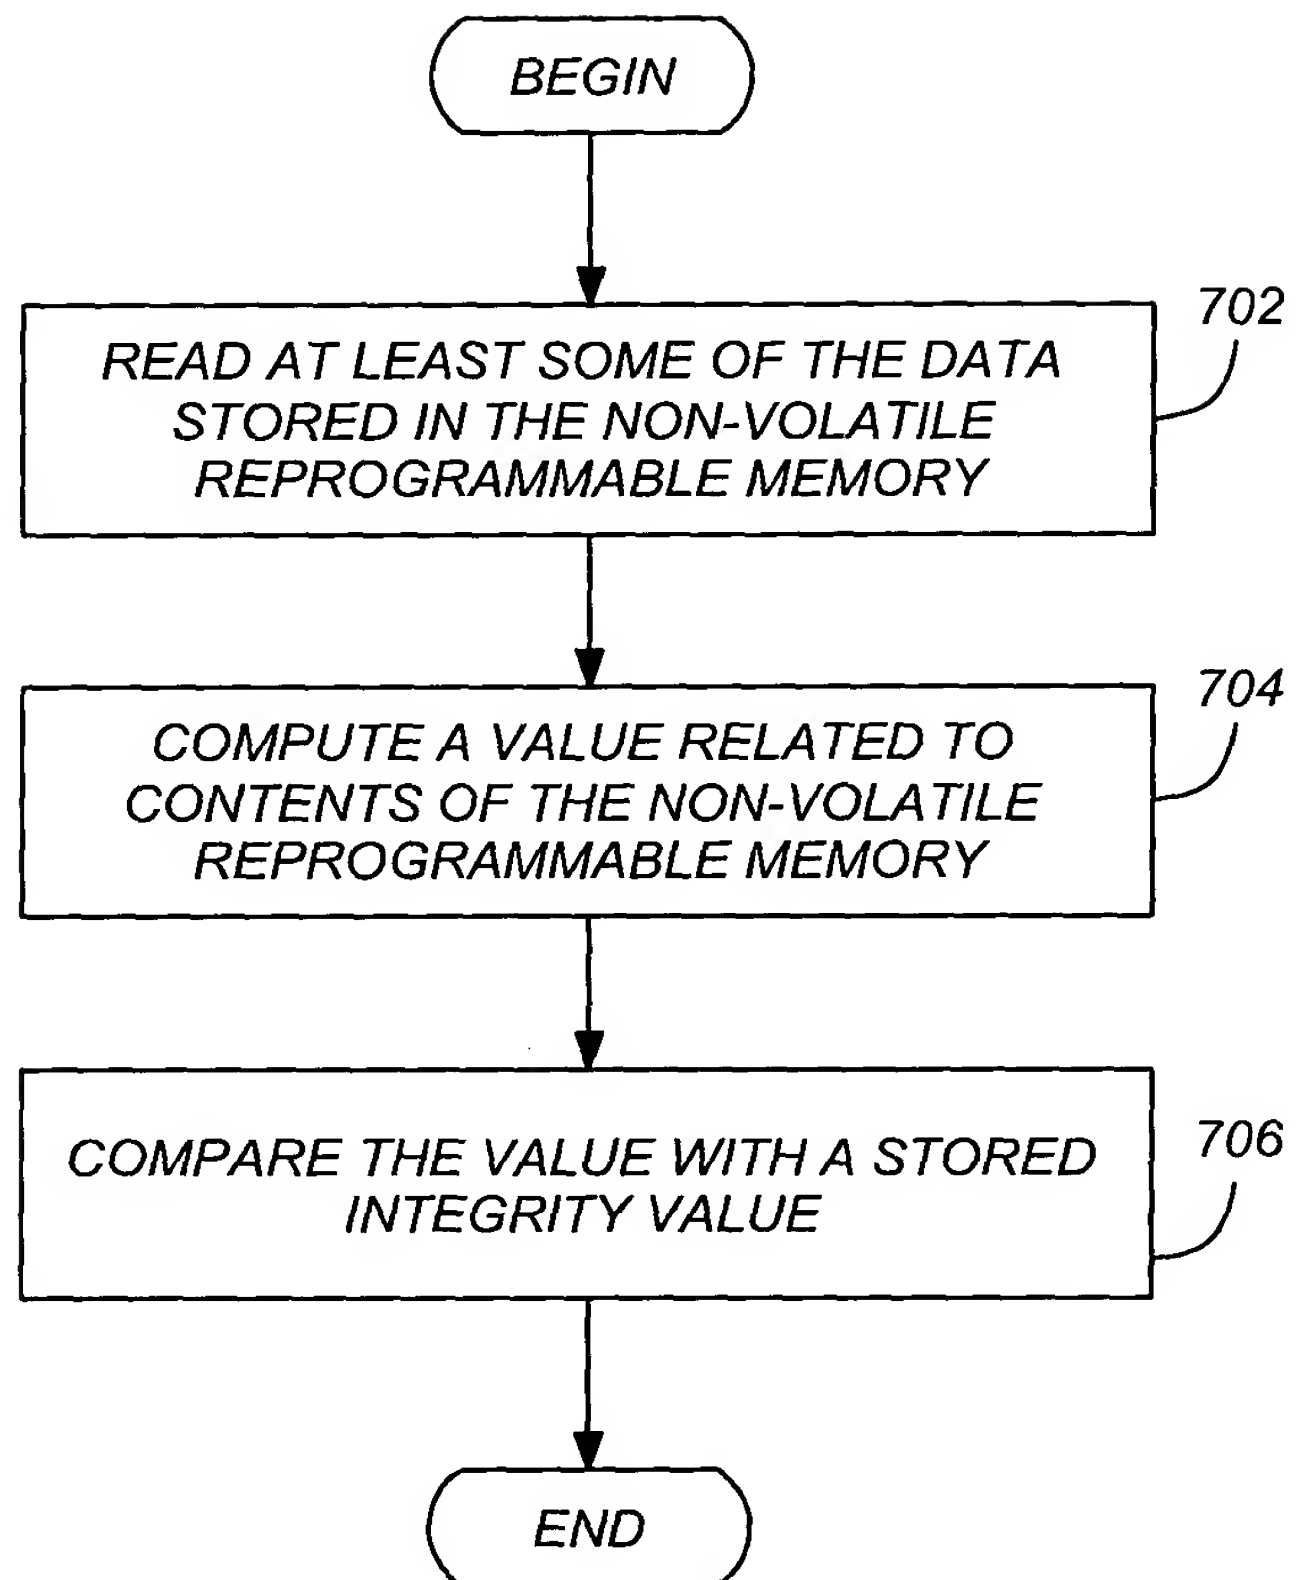 BEGIN
702
READ AT LEAST SOME OF THE DATA
STORED IN THE NON-VOLATILE
REPROGRAMMABLE MEMORY
704
COMPUTE A VALUE RELATED TO
CONTENTS OF THE NON-VOLATILE
REPROGRAMMABLE MEMORY
706
COMPARE THE VALUE WITH A STORED
INTEGRITY VALUE
END